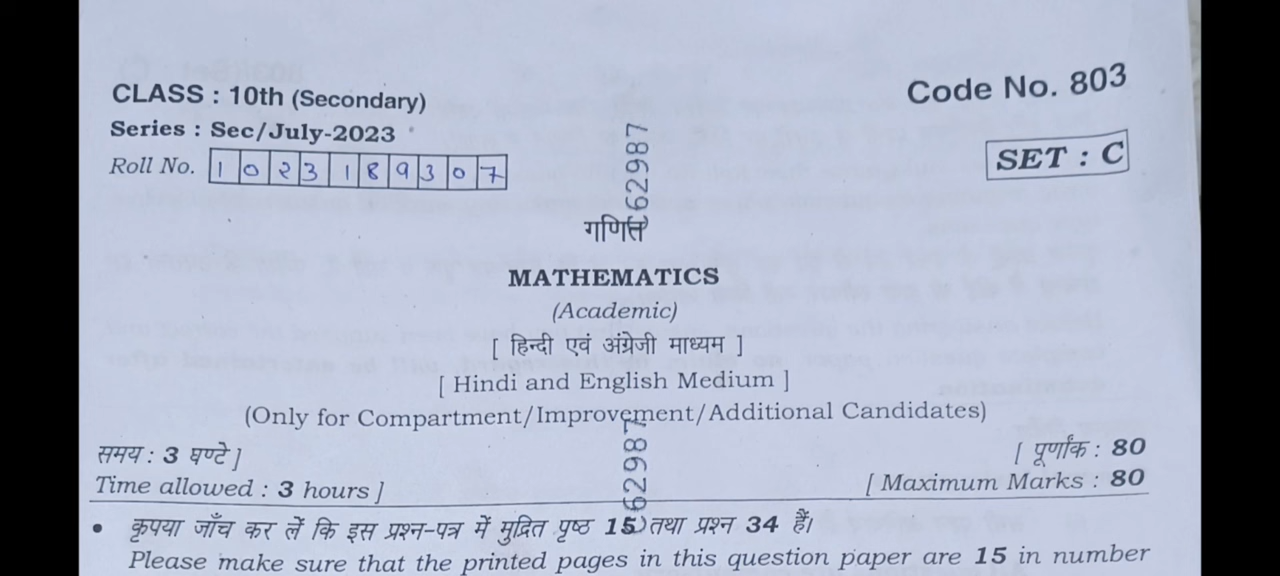 CLASS : 10th (Secondary)
Code No. 803
Series : Sec/July-2023
Roll No. 1 0 2 3 1 8 9 3 0 7
SET : C
562987
गणित
MATHEMATICS
(Academic)
[ हिन्दी एवं अंग्रेजी माध्यम ]
[ Hindi and English Medium ]
(Only for Compartment/Improvement/Additional Candidates)
562987
समय : 3 घण्टे ]
[ पूर्णांक : 80
Time allowed : 3 hours ]
[ Maximum Marks : 80
• कृपया जाँच कर लें कि इस प्रश्न-पत्र में मुद्रित पृष्ठ 15 तथा प्रश्न 34 हैं।
Please make sure that the printed pages in this question paper are 15 in number